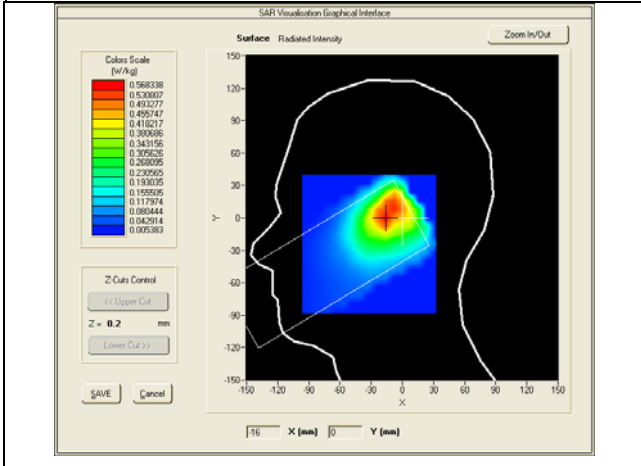 SAR Visualisation Graphical Interface
Surface Radiated Intensity
Zoom In/Out
Colors Scale
(W/kg)
0.568338
0.530807
0.493277
0.455747
0.418217
0.380686
0.343156
0.305626
0.268095
0.230565
0.193035
0.155505
0.117974
0.080444
0.042914
0.005383
Z-Cuts Control
<< Upper Cut
Z = 0.2 mm
Lower Cut >>
SAVE Cancel
150
120
90
60
30
0
-30
-60
-90
-120
-150
Y
-150 -120 -90 -60 -30 0 30 60 90 120 150
X
-16 X (mm) 0 Y (mm)